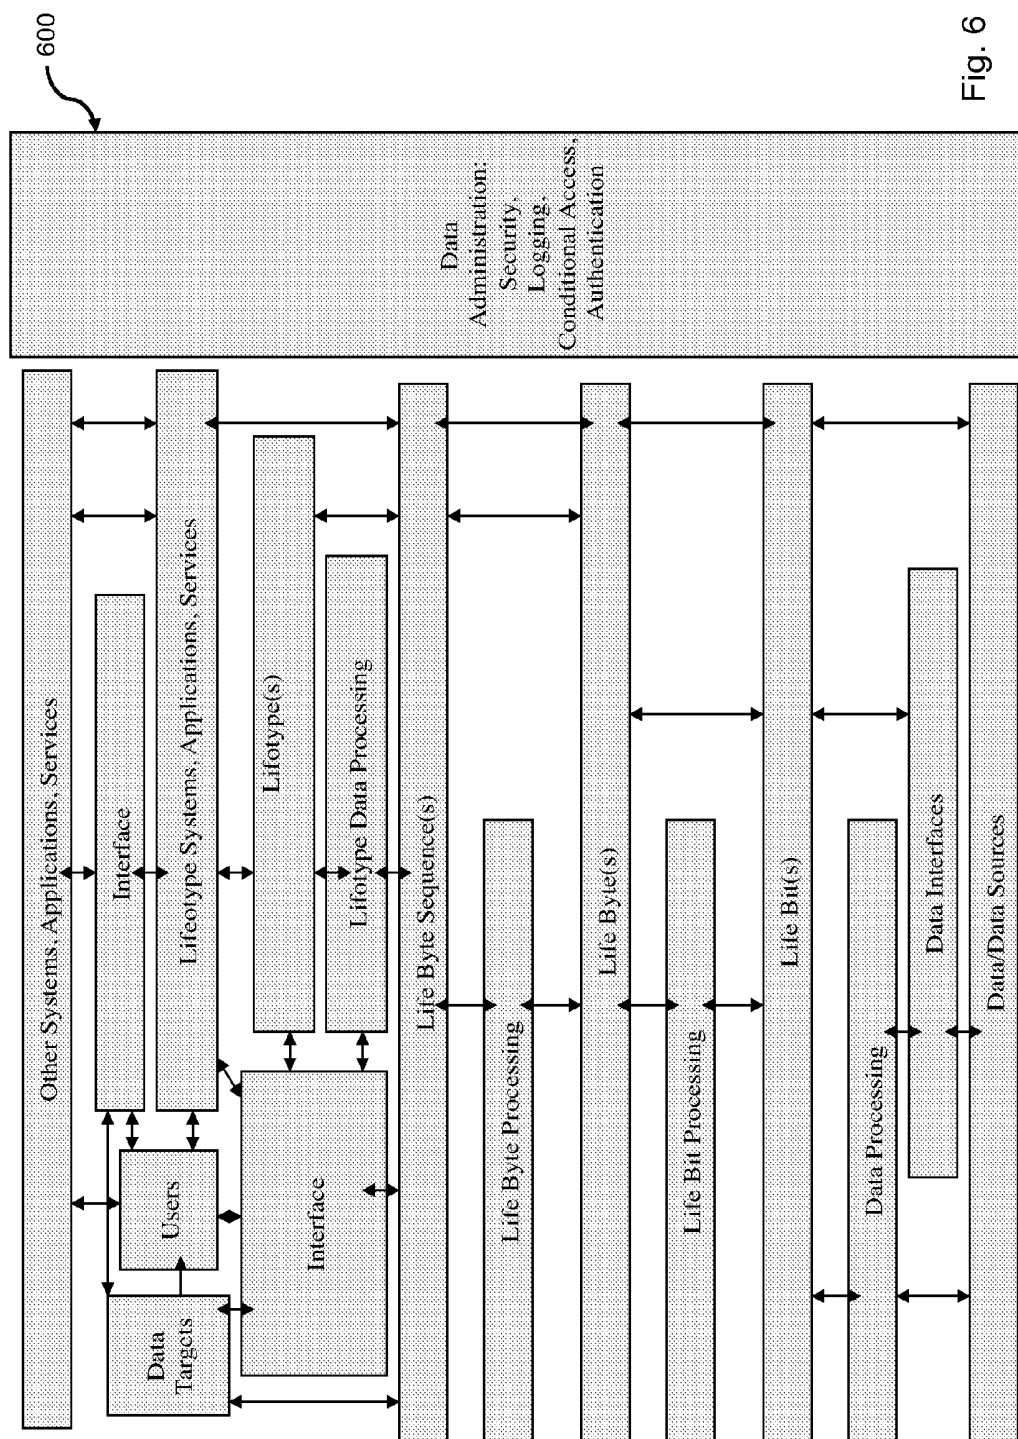 Other Systems, Applications, Services
Interface
Data
Targets
Users
Lifeotype Systems, Applications, Services
Interface
Lifotype(s)
Lifotype Data Processing
Life Byte Sequence(s)
Life Byte Processing
Life Byte(s)
Life Bit Processing
Life Bit(s)
Data Processing
Data Interfaces
Data/Data Sources
Data
Administration:
Security,
Logging,
Conditional Access,
Authentication
600
Fig. 6